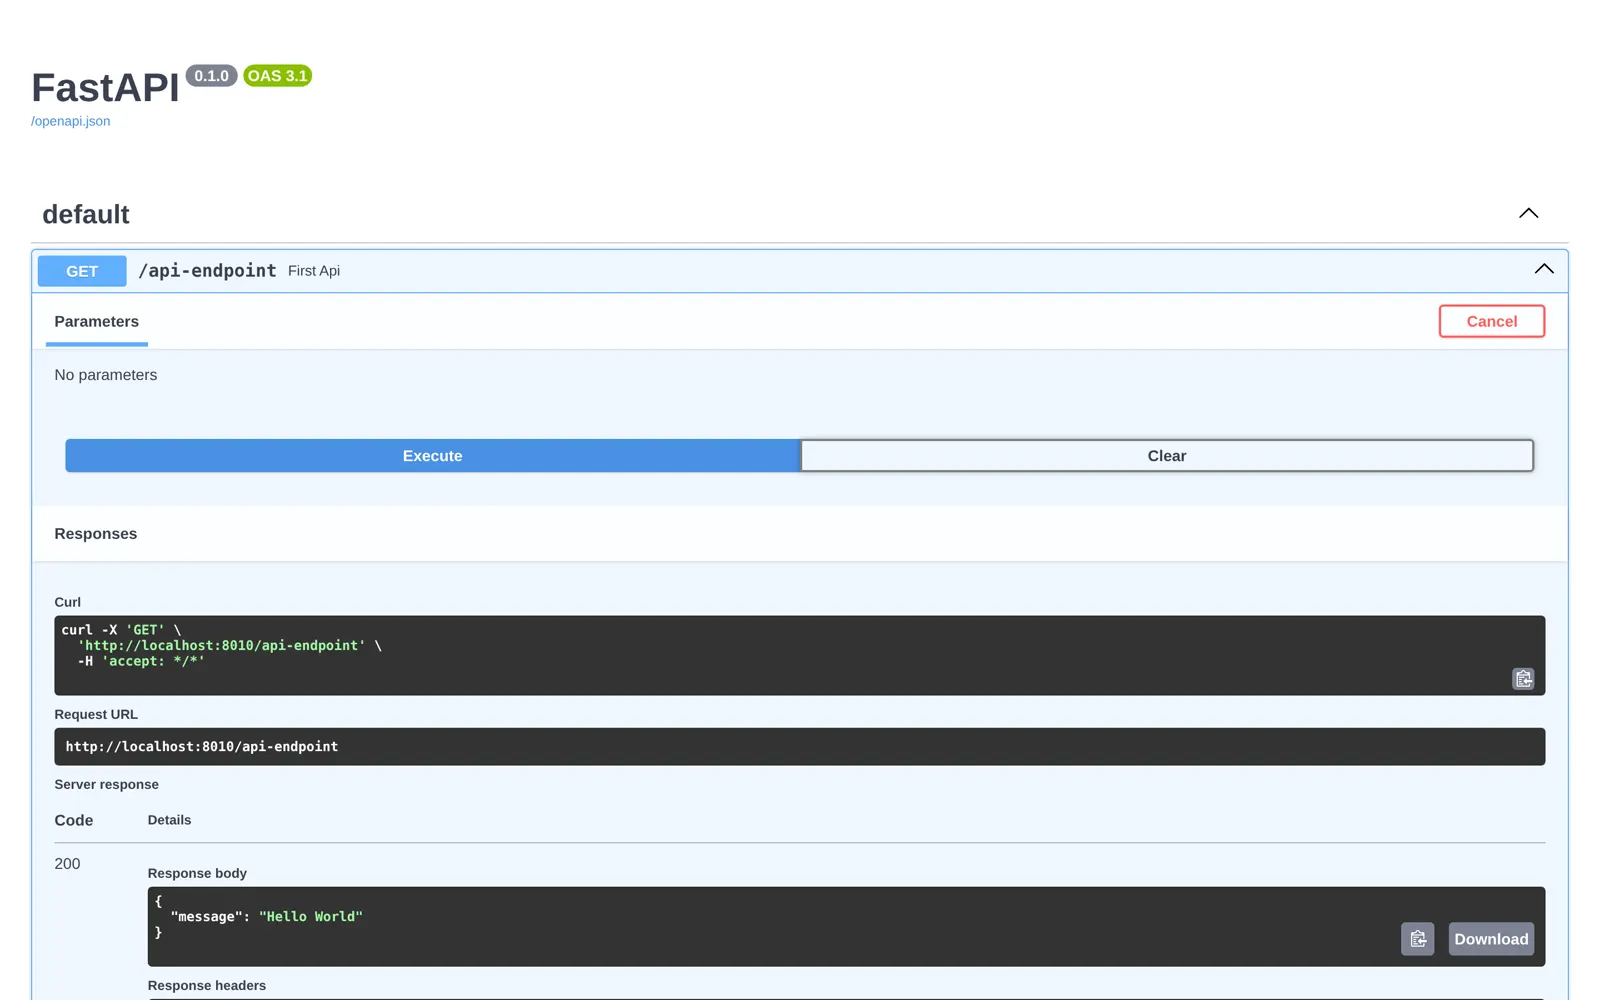 FastAPI 0.1.0 OAS 3.1
/openapi.json
default
GET /api-endpoint First Api
Parameters
Cancel
No parameters
Execute
Clear
Responses
Curl
curl -X 'GET' \
  'http://localhost:8010/api-endpoint' \
  -H 'accept: */*'
Request URL
http://localhost:8010/api-endpoint
Server response
Code Details
200
Response body
{
  "message": "Hello World"
}
Download
Response headers